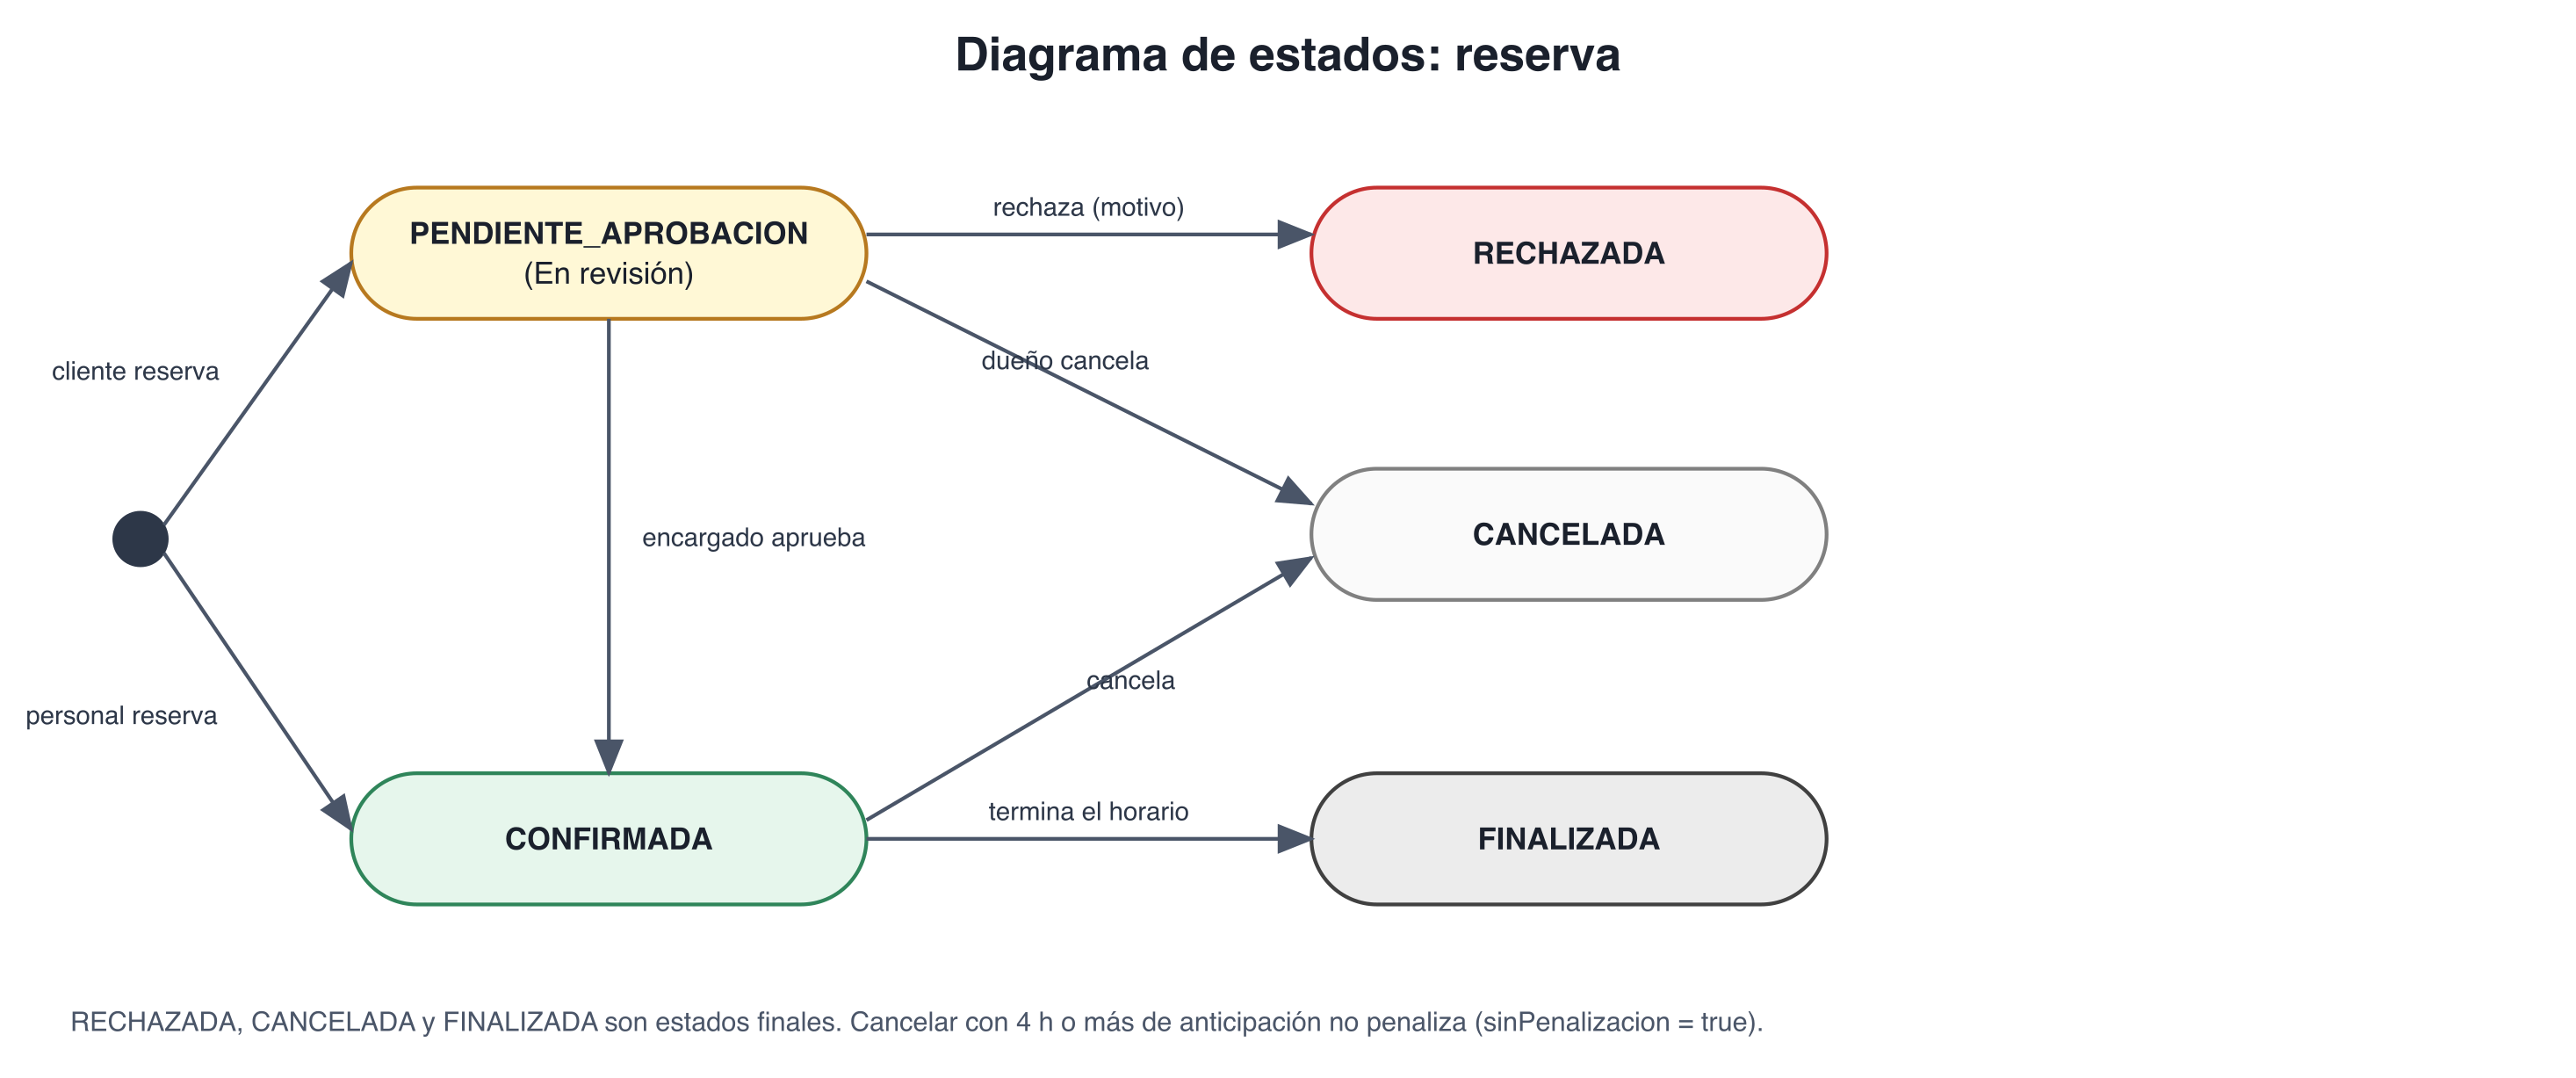 Diagrama de estados: reserva
PENDIENTE_APROBACION
(En revisión)
rechaza (motivo)
RECHAZADA
cliente reserva
dueño cancela
encargado aprueba
CANCELADA
personal reserva
cancela
CONFIRMADA
termina el horario
FINALIZADA
RECHAZADA, CANCELADA y FINALIZADA son estados finales. Cancelar con 4 h o más de anticipación no penaliza (sinPenalizacion = true).